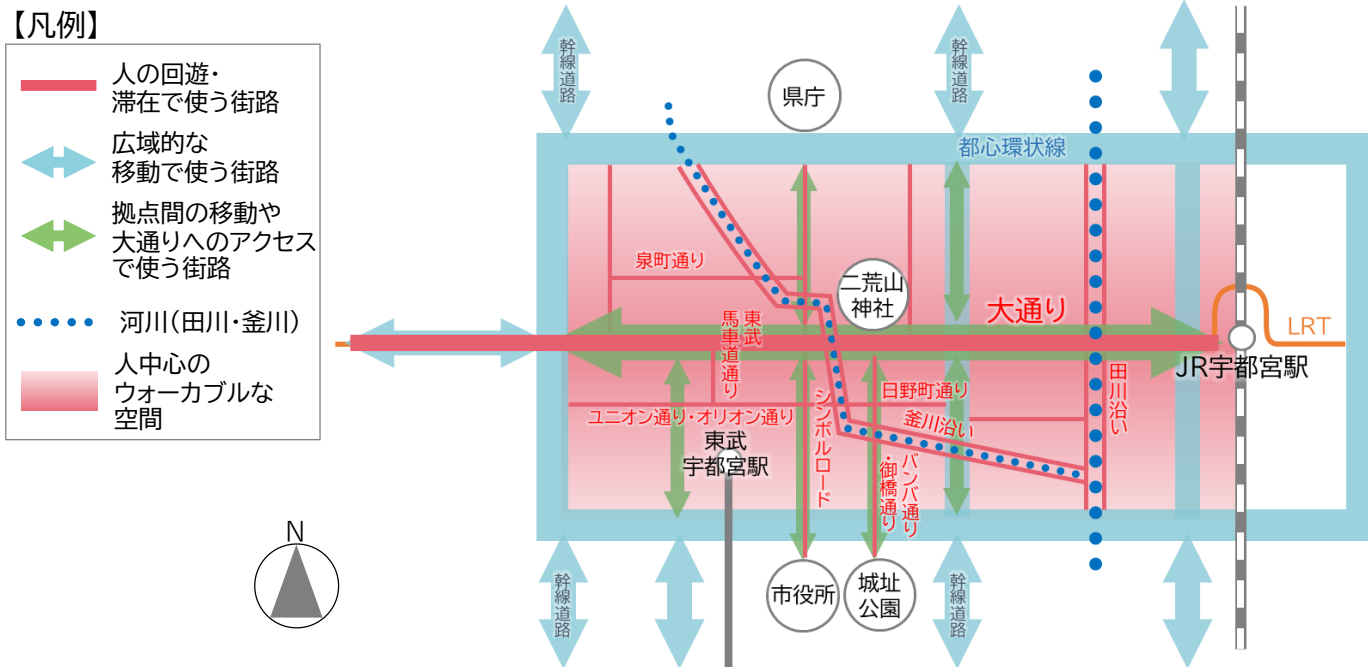 【凡例】
人の回遊・
滞在で使う街路
広域的な
移動で使う街路
拠点間の移動や
大通りへのアクセス
で使う街路
河川(田川・釜川)
人中心の
ウォーカブルな
空間
N
幹線道路
幹線道路
県庁
都心環状線
泉町通り
二荒山
神社
大通り
LRT
JR宇都宮駅
東武
馬車道通り
日野町通り
田川沿い
ユニオン通り・オリオン通り
シンボルロード
釜川沿い
東武
宇都宮駅
バンバ通り
・御橋通り
市役所
城址
公園
幹線道路
幹線道路